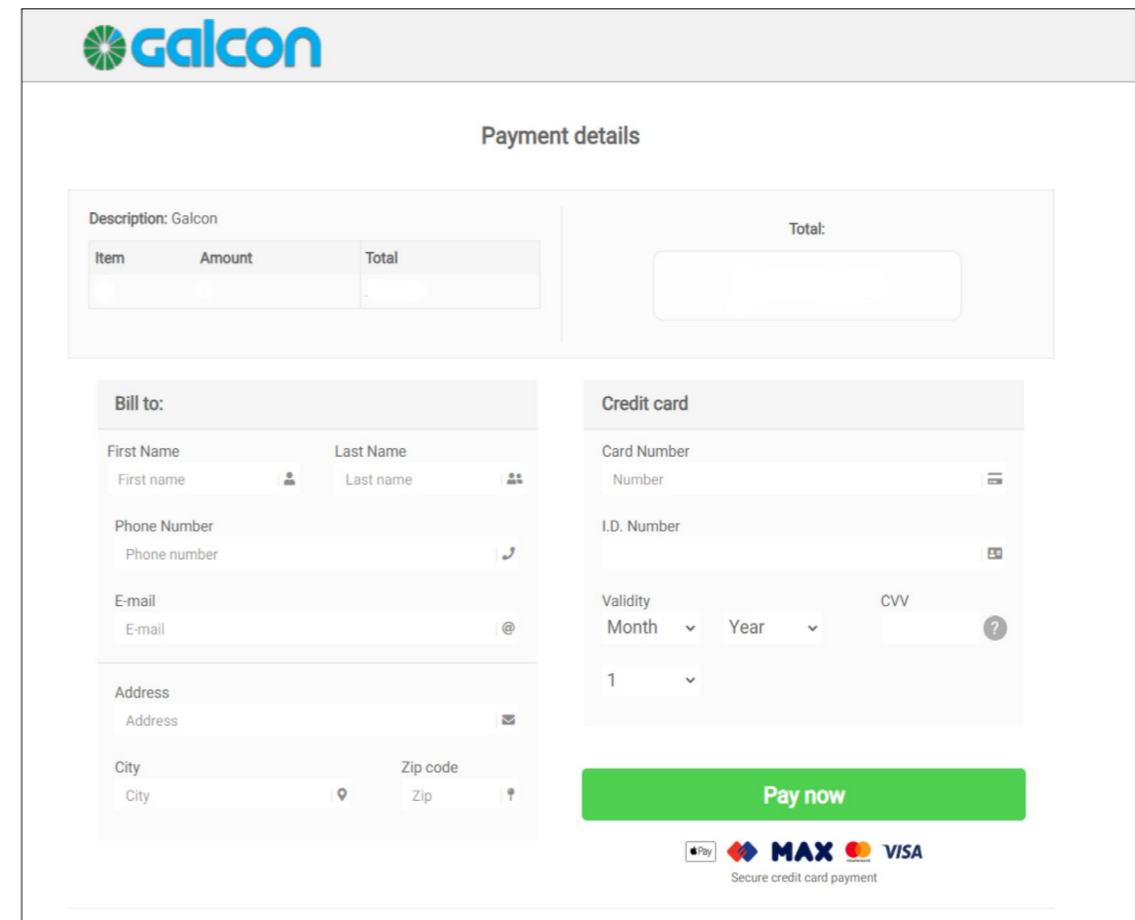 Galcon
Payment details
Description: Galcon
Item Amount Total
Total:
Bill to:
First Name Last Name
First name Last name
Phone Number
Phone number
E-mail
E-mail @
Address
Address
City Zip code
City Zip
Credit card
Card Number
Number
I.D. Number
Validity CVV
Month Year ?
1
Pay now
Pay MAX mastercard VISA
Secure credit card payment